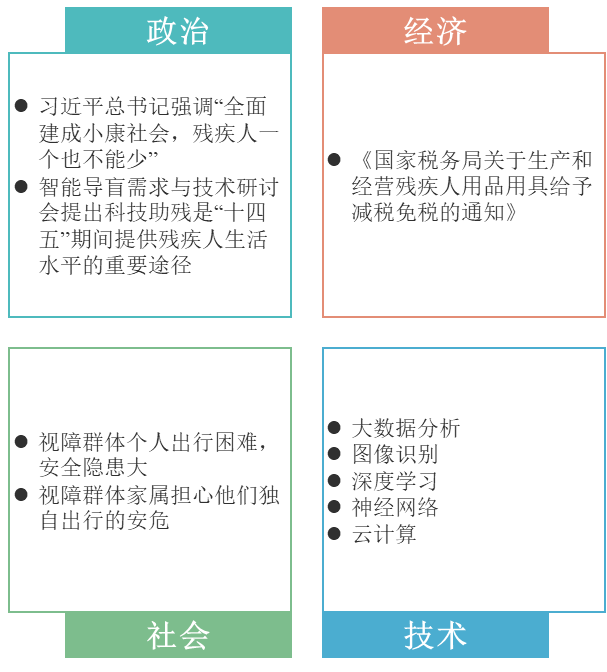 政治
● 习近平总书记强调“全面
建成小康社会，残疾人一
个也不能少”
● 智能导盲需求与技术研讨
会提出科技助残是“十四
五”期间提供残疾人生活
水平的重要途径
经济
● 《国家税务局关于生产和
经营残疾人用品用具给予
减税免税的通知》
● 视障群体个人出行困难，
安全隐患大
● 视障群体家属担心他们独
自出行的安危
社会
● 大数据分析
● 图像识别
● 深度学习
● 神经网络
● 云计算
技术